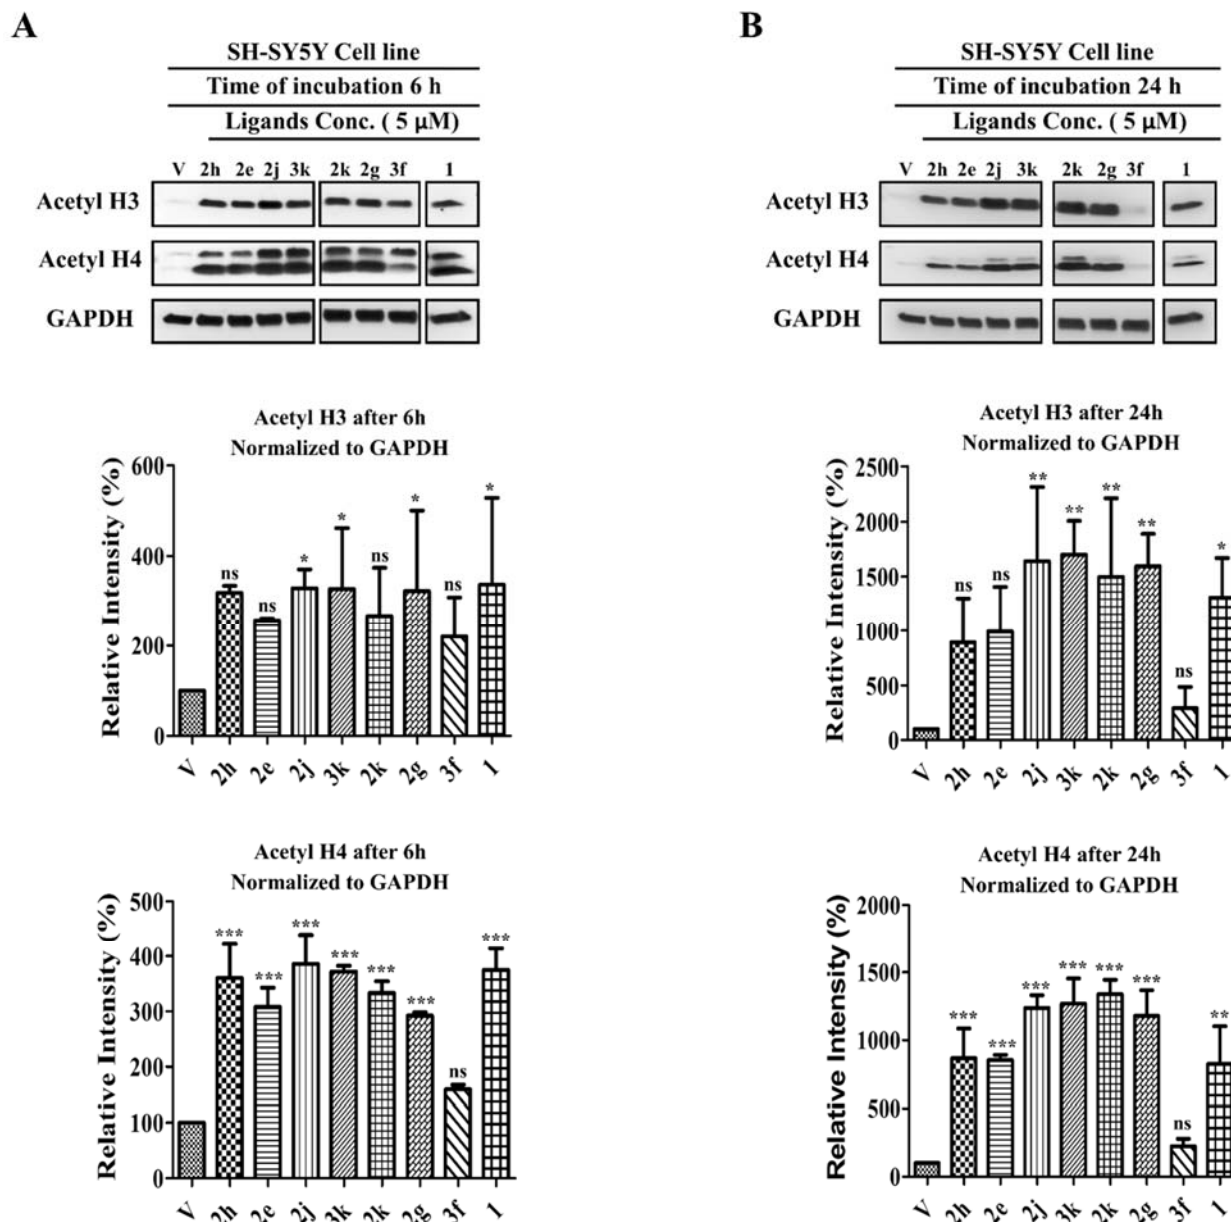 A
SH-SY5Y Cell line
Time of incubation 6 h
Ligands Conc. ( 5 μM)
V 2h 2e 2j 3k 2k 2g 3f 1
Acetyl H3
Acetyl H4
GAPDH
Acetyl H3 after 6h
Normalized to GAPDH
Relative Intensity (%)
600
400
200
0
ns ns * * ns * ns *
V 2h 2e 2j 3k 2k 2g 3f 1
Acetyl H4 after 6h
Normalized to GAPDH
Relative Intensity (%)
500
400
300
200
100
0
*** *** *** *** *** *** ns ***
V 2h 2e 2j 3k 2k 2g 3f 1
B
SH-SY5Y Cell line
Time of incubation 24 h
Ligands Conc. ( 5 μM)
V 2h 2e 2j 3k 2k 2g 3f 1
Acetyl H3
Acetyl H4
GAPDH
Acetyl H3 after 24h
Normalized to GAPDH
Relative Intensity (%)
2500
2000
1500
1000
500
0
ns ns ** ** ** ** ns *
V 2h 2e 2j 3k 2k 2g 3f 1
Acetyl H4 after 24h
Normalized to GAPDH
Relative Intensity (%)
2000
1500
1000
500
0
*** *** *** *** *** *** ns **
V 2h 2e 2j 3k 2k 2g 3f 1